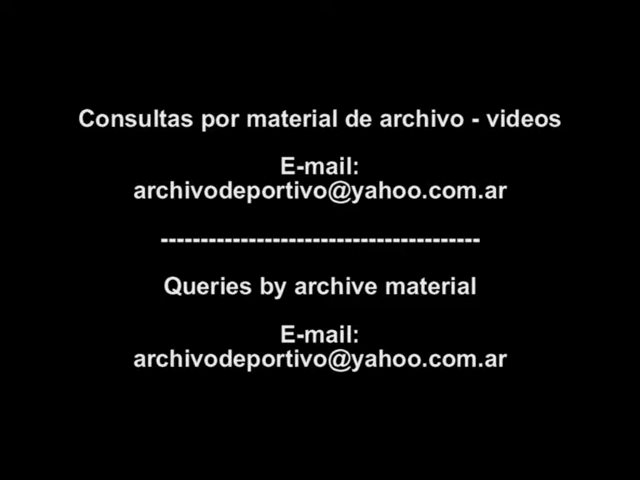 Consultas por material de archivo - videos
E-mail:
archivodeportivo@yahoo.com.ar
----------------------------------------
Queries by archive material
E-mail:
archivodeportivo@yahoo.com.ar